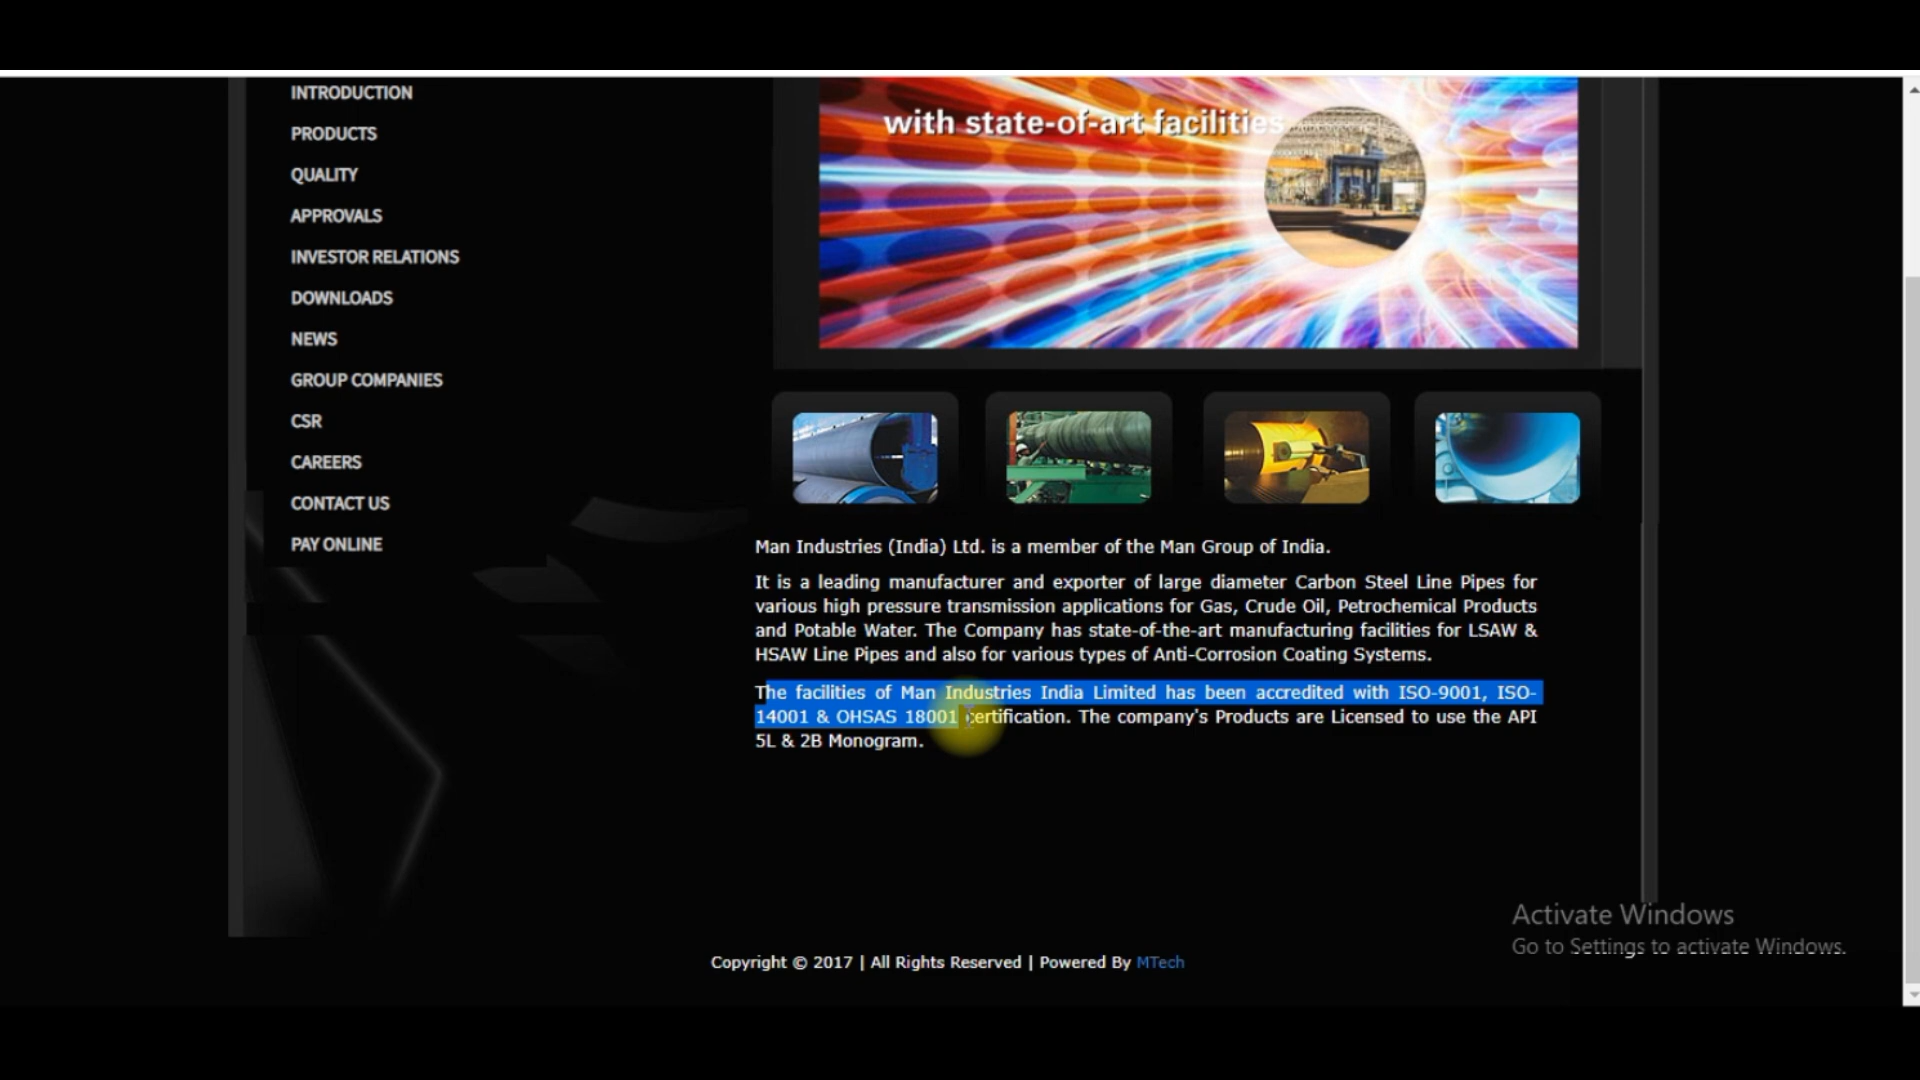 INTRODUCTION
PRODUCTS
QUALITY
APPROVALS
INVESTOR RELATIONS
DOWNLOADS
NEWS
GROUP COMPANIES
CSR
CAREERS
CONTACT US
PAY ONLINE
with state-of-art facilities
Man Industries (India) Ltd. is a member of the Man Group of India.
It is a leading manufacturer and exporter of large diameter Carbon Steel Line Pipes for
various high pressure transmission applications for Gas, Crude Oil, Petrochemical Products
and Potable Water. The Company has state-of-the-art manufacturing facilities for LSAW &
HSAW Line Pipes and also for various types of Anti-Corrosion Coating Systems.
The facilities of Man Industries India Limited has been accredited with ISO-9001, ISO-
14001 & OHSAS 18001 certification. The company's Products are Licensed to use the API
5L & 2B Monogram.
Activate Windows
Go to Settings to activate Windows.
Copyright © 2017 | All Rights Reserved | Powered By MTech